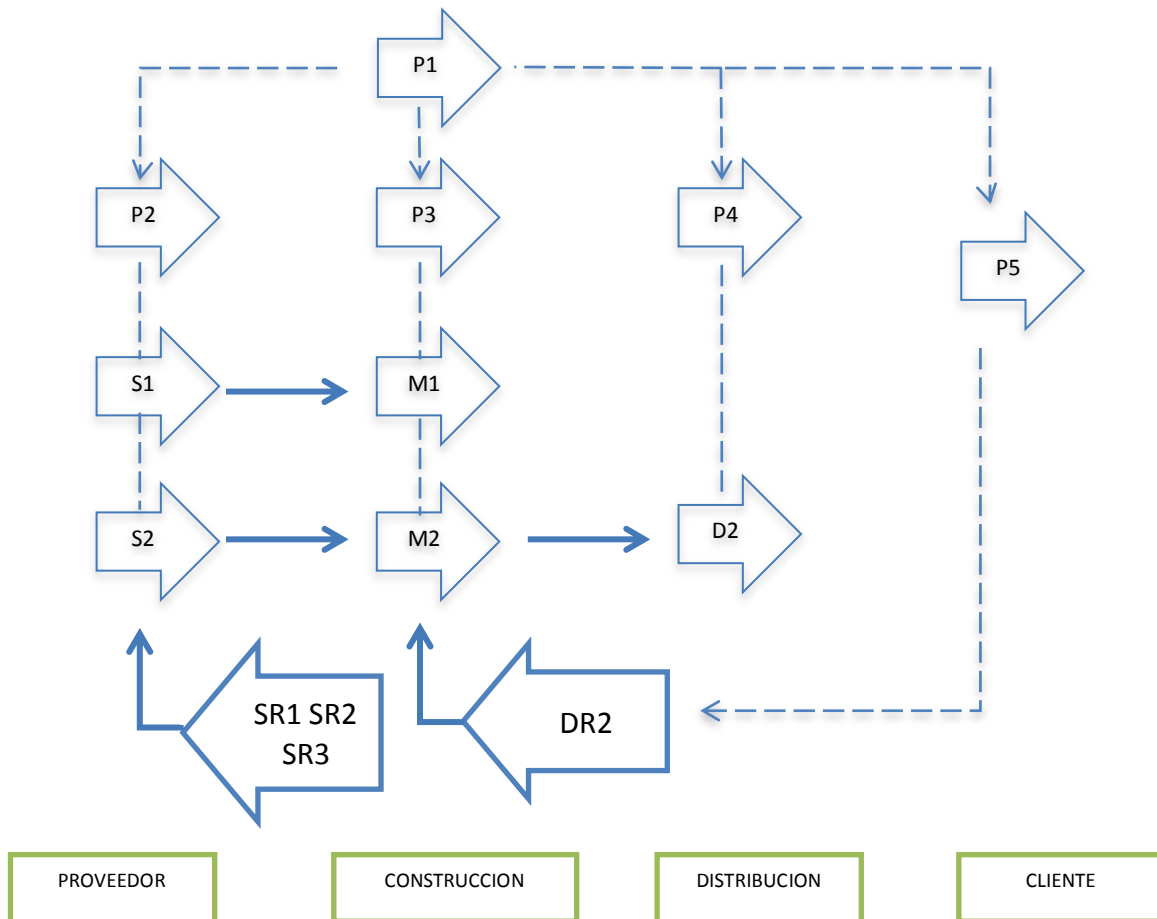 P1
P2
P3
P4
P5
S1
M1
S2
M2
D2
SR1 SR2
SR3
DR2
PROVEEDOR
CONSTRUCCION
DISTRIBUCION
CLIENTE